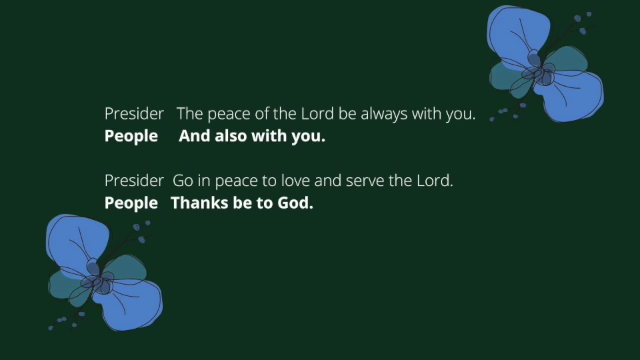 Presider The peace of the Lord be always with you.
People And also with you.
Presider Go in peace to love and serve the Lord.
People Thanks be to God.